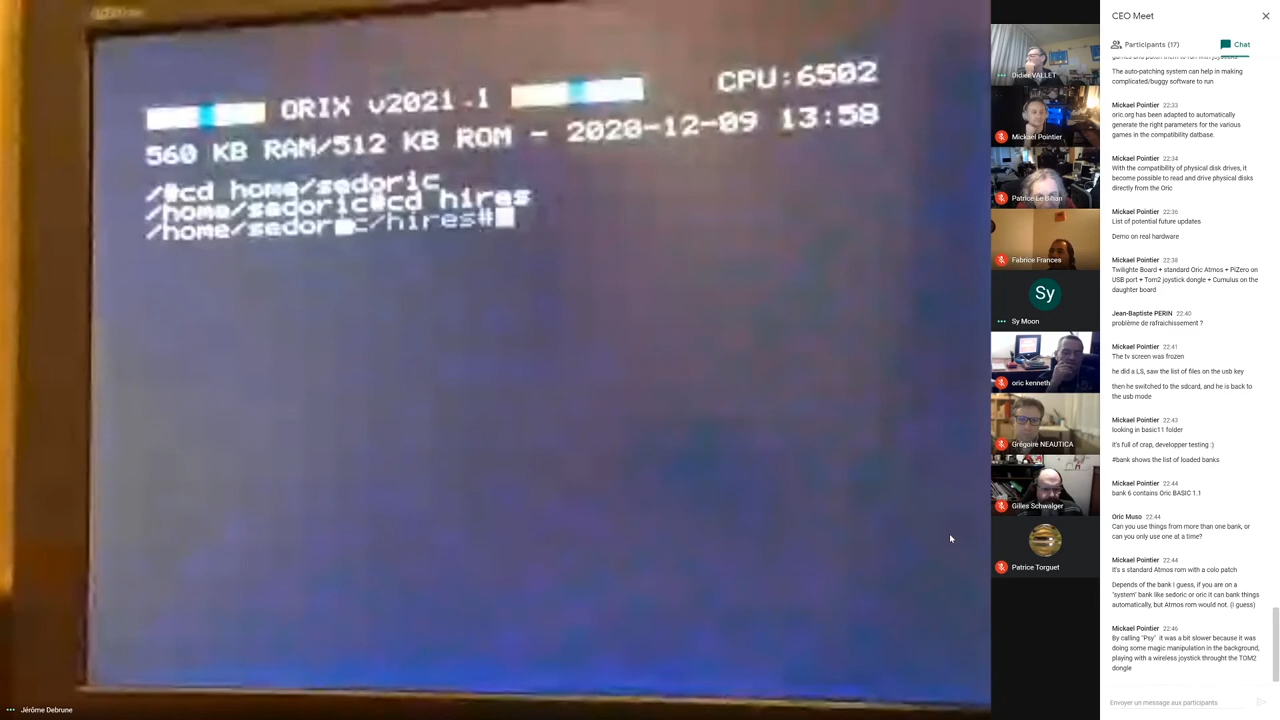 ORIX v2021.1 CPU:6502
560 KB RAM/512 KB ROM - 2020-12-09 13:58
/#cd home/sedoric
/home/sedoric#cd hires
/home/sedor c/hires#
Jérôme Debrune
Didier VALLET
Mickael Pointier
Patrice Le Bihan
Fabrice Frances
Sy
Sy Moon
oric kenneth
Grégoire NEAUTICA
Gilles Schwalger
Patrice Torguet
CEO Meet
Participants (17) Chat
The auto-patching system can help in making
complicated/buggy software to run
Mickael Pointier 22:33
oric.org has been adapted to automatically
generate the right parameters for the various
games in the compatibility datbase.
Mickael Pointier 22:34
With the compatibility of physical disk drives, it
become possible to read and drive physical disks
directly from the Oric
Mickael Pointier 22:36
List of potential future updates
Demo on real hardware
Mickael Pointier 22:38
Twilighte Board + standard Oric Atmos + PiZero on
USB port + Tom2 joystick dongle + Cumulus on the
daughter board
Jean-Baptiste PERIN 22:40
problème de rafraichissement ?
Mickael Pointier 22:41
The tv screen was frozen
he did a LS, saw the list of files on the usb key
then he switched to the sdcard, and he is back to
the usb mode
Mickael Pointier 22:43
looking in basic11 folder
it's full of crap, developper testing :)
#bank shows the list of loaded banks
Mickael Pointier 22:44
bank 6 contains Oric BASIC 1.1
Oric Muso 22:44
Can you use things from more than one bank, or
can you only use one at a time?
Mickael Pointier 22:44
It's s standard Atmos rom with a colo patch
Depends of the bank I guess, if you are on a
"system" bank like sedoric or oric it can bank things
automatically, but Atmos rom would not. (I guess)
Mickael Pointier 22:46
By calling "Psy" it was a bit slower because it was
doing some magic manipulation in the background,
playing with a wireless joystick throught the TOM2
dongle
Envoyer un message aux participants